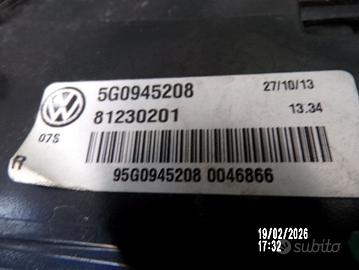 5G0945208 27/10/13
81230201 13.34
07S
R
95G0945208 0046866
19/02/2026
17:32
subito